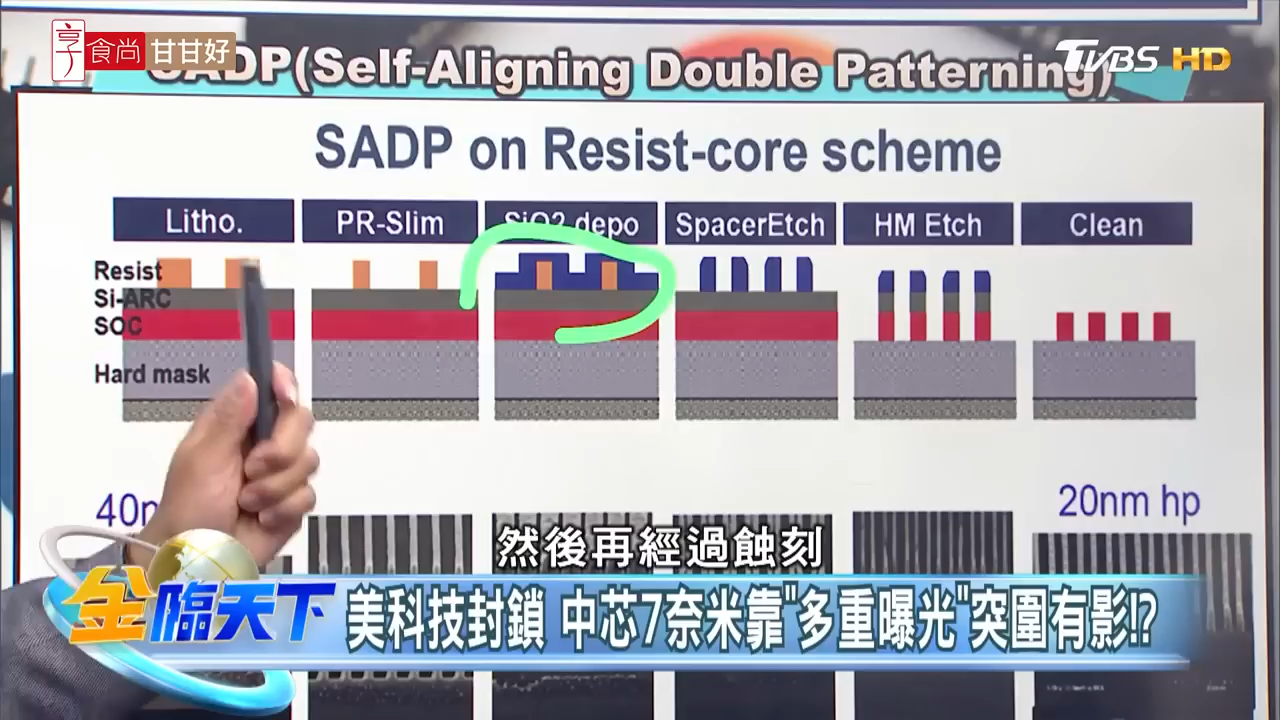 亨食尚 甘甘好
TVBS HD
SADP(Self-Aligning Double Patterning)
SADP on Resist-core scheme
Litho. PR-Slim SiO2 depo SpacerEtch HM Etch Clean
Resist
Si-ARC
SOC
Hard mask
20nm hp
然後再經過蝕刻
金臨天下 美科技封鎖 中芯7奈米靠"多重曝光"突圍有影!?